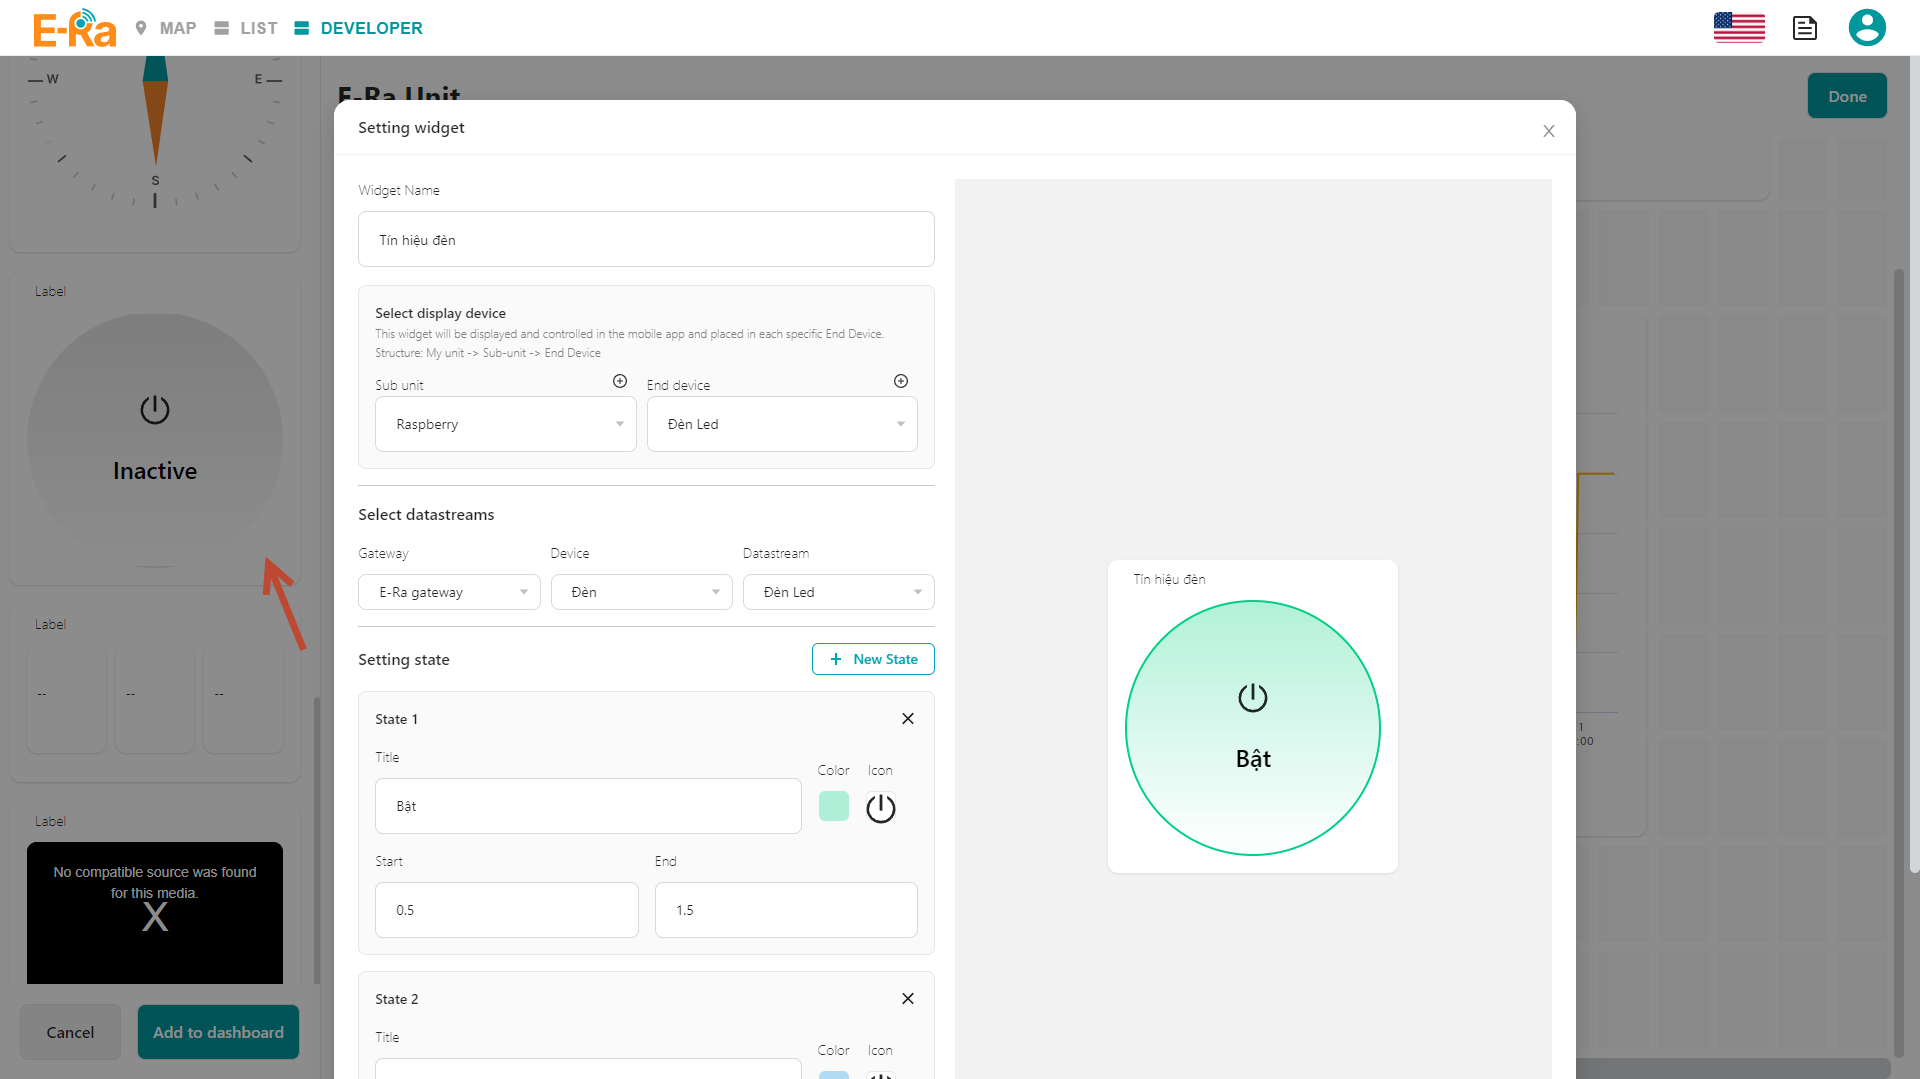 E-Ra
MAP
LIST
DEVELOPER
W
E
S
E-Ra Unit
Done
Setting widget
Widget Name
Tín hiệu đèn
Select display device
This widget will be displayed and controlled in the mobile app and placed in each specific End Device.
Structure: My unit -> Sub-unit -> End Device
Sub unit
End device
Raspberry
Đèn Led
Select datastreams
Gateway
Device
Datastream
E-Ra gateway
Đèn
Đèn Led
Setting state
+ New State
State 1
Title
Color
Icon
Bật
Start
End
0.5
1.5
State 2
Title
Color
Icon
Tín hiệu đèn
Bật
Label
Inactive
Label
--
--
--
Label
No compatible source was found
for this media.
X
Cancel
Add to dashboard
1
:00